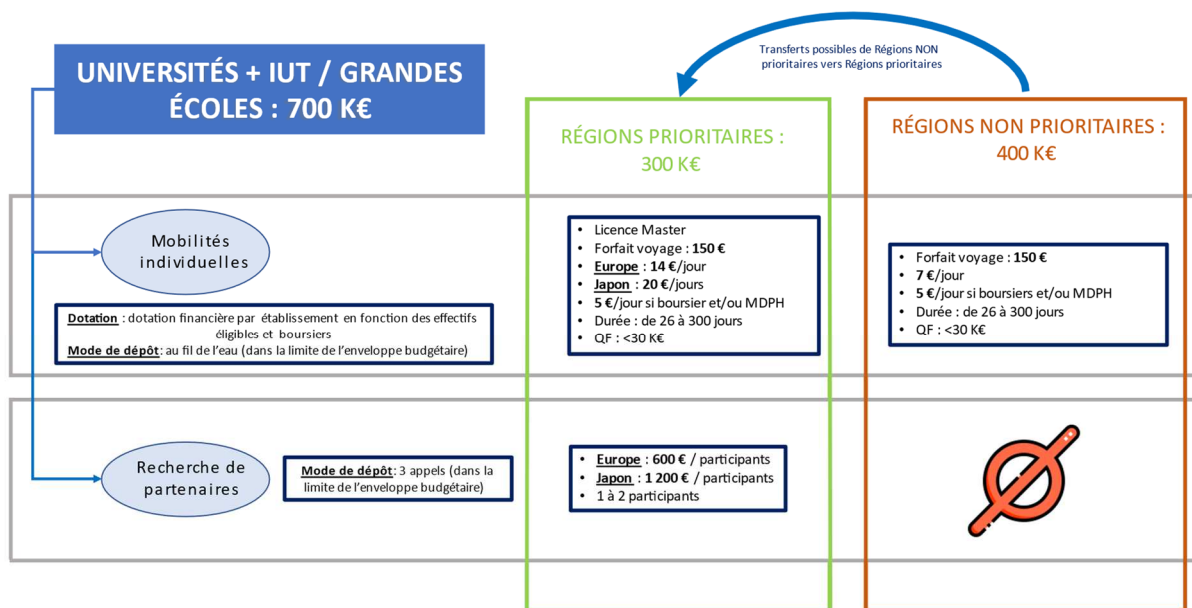 Transferts possibles de Régions NON
prioritaires vers Régions prioritaires
UNIVERSITÉS + IUT / GRANDES
ÉCOLES : 700 K€
RÉGIONS PRIORITAIRES :
300 K€
RÉGIONS NON PRIORITAIRES :
400 K€
Mobilités
individuelles
Dotation : dotation financière par établissement en fonction des effectifs
éligibles et boursiers
Mode de dépôt: au fil de l'eau (dans la limite de l'enveloppe budgétaire)
• Licence Master
• Forfait voyage : 150 €
• Europe : 14 €/jour
• Japon : 20 €/jours
• 5 €/jour si boursier et/ou MDPH
• Durée : de 26 à 300 jours
• QF : <30 K€
• Forfait voyage : 150 €
• 7 €/jour
• 5 €/jour si boursiers et/ou MDPH
• Durée : de 26 à 300 jours
• QF : <30 K€
Recherche de
partenaires
Mode de dépôt: 3 appels (dans la
limite de l'enveloppe budgétaire)
• Europe : 600 € / participants
• Japon : 1 200 € / participants
• 1 à 2 participants